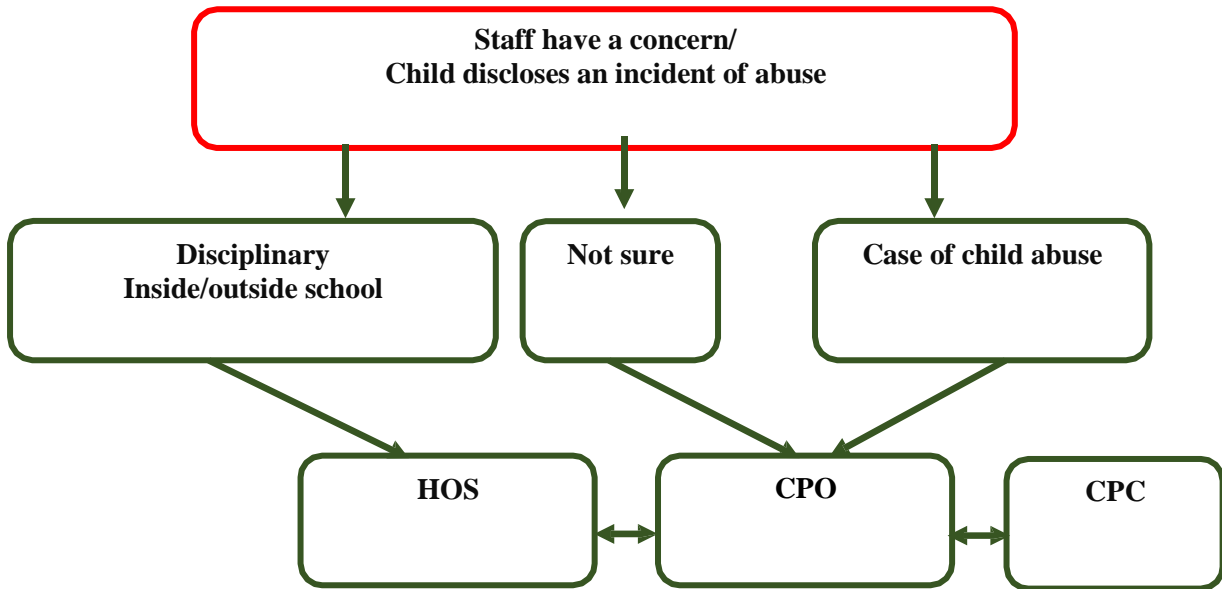 Staff have a concern/
Child discloses an incident of abuse
Disciplinary
Inside/outside school
Not sure
Case of child abuse
HOS
CPO
CPC